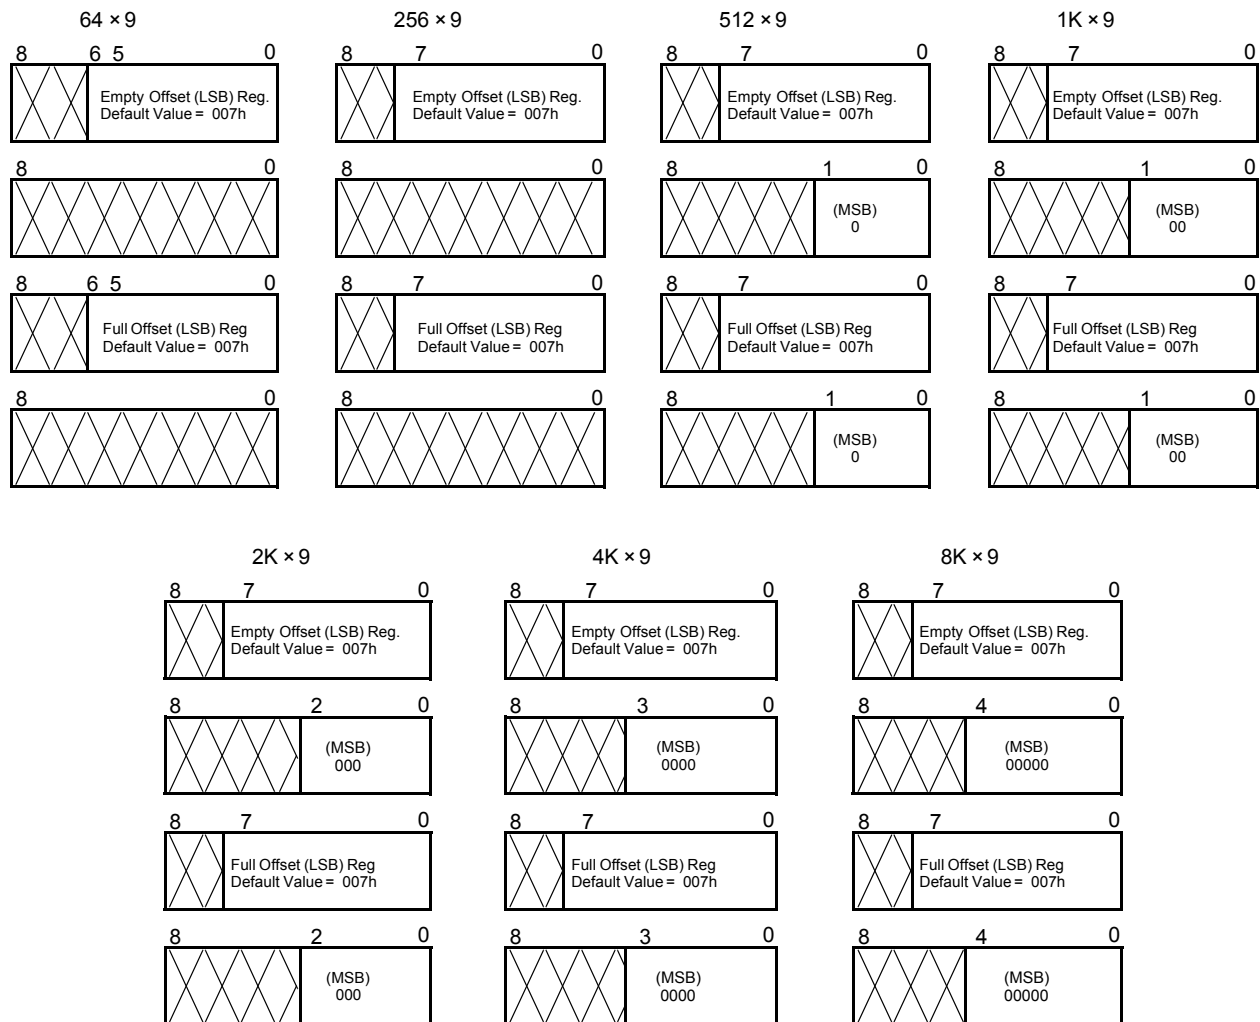 64 × 9 256 × 9 512 × 9 1K × 9
8 6 5 0 8 7 0 8 7 0 8 7 0
Empty Offset (LSB) Reg. Empty Offset (LSB) Reg. Empty Offset (LSB) Reg. Empty Offset (LSB) Reg.
Default Value = 007h Default Value = 007h Default Value = 007h Default Value = 007h
8 0 8 0 8 1 0 8 1 0
(MSB) (MSB)
0 00
8 6 5 0 8 7 0 8 7 0 8 7 0
Full Offset (LSB) Reg Full Offset (LSB) Reg Full Offset (LSB) Reg Full Offset (LSB) Reg
Default Value = 007h Default Value = 007h Default Value = 007h Default Value = 007h
8 0 8 0 8 1 0 8 1 0
(MSB) (MSB)
0 00
2K × 9 4K × 9 8K × 9
8 7 0 8 7 0 8 7 0
Empty Offset (LSB) Reg. Empty Offset (LSB) Reg. Empty Offset (LSB) Reg.
Default Value = 007h Default Value = 007h Default Value = 007h
8 2 0 8 3 0 8 4 0
(MSB) (MSB) (MSB)
000 0000 00000
8 7 0 8 7 0 8 7 0
Full Offset (LSB) Reg Full Offset (LSB) Reg Full Offset (LSB) Reg
Default Value = 007h Default Value = 007h Default Value = 007h
8 2 0 8 3 0 8 4 0
(MSB) (MSB) (MSB)
000 0000 00000